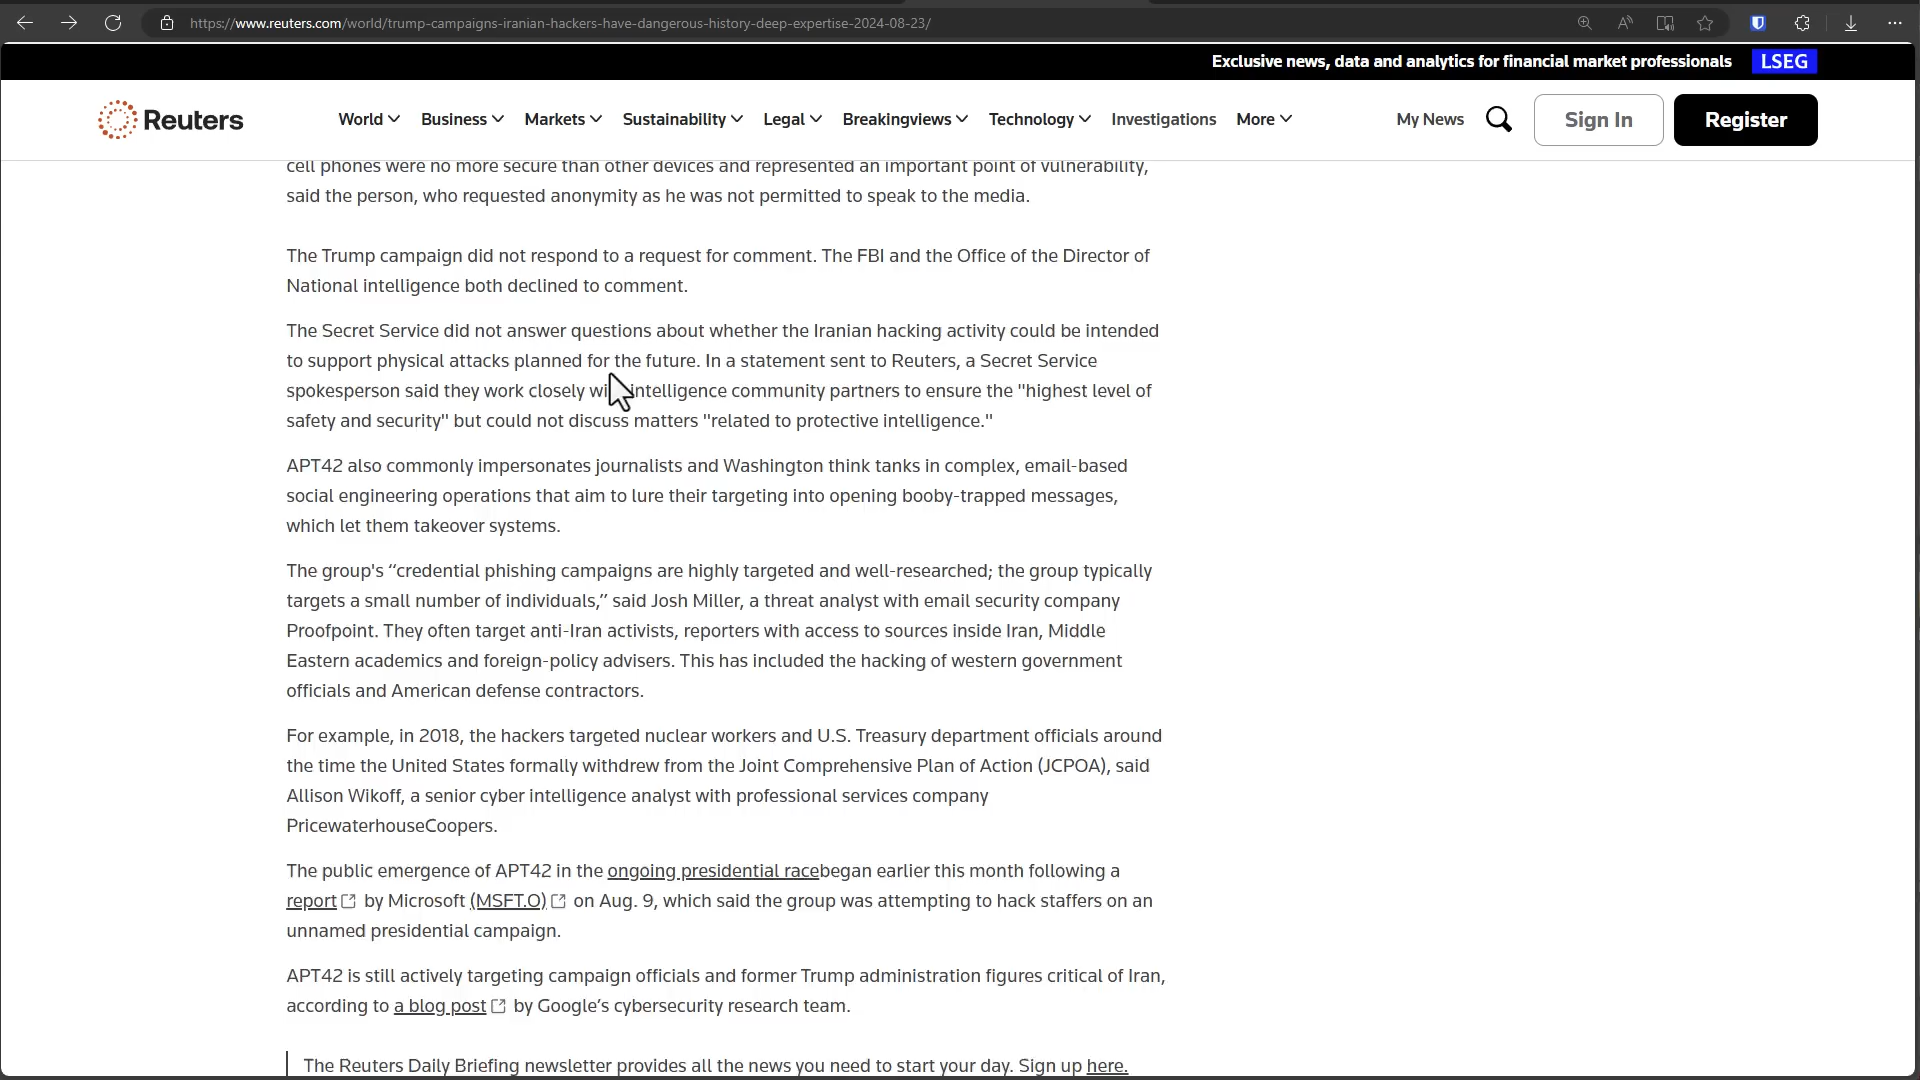 https://www.reuters.com/world/trump-campaigns-iranian-hackers-have-dangerous-history-deep-expertise-2024-08-23/
Exclusive news, data and analytics for financial market professionals LSEG
Reuters World Business Markets Sustainability Legal Breakingviews Technology Investigations More My News Sign In Register
cell phones were no more secure than other devices and represented an important point of vulnerability,
said the person, who requested anonymity as he was not permitted to speak to the media.
The Trump campaign did not respond to a request for comment. The FBI and the Office of the Director of
National intelligence both declined to comment.
The Secret Service did not answer questions about whether the Iranian hacking activity could be intended
to support physical attacks planned for the future. In a statement sent to Reuters, a Secret Service
spokesperson said they work closely with intelligence community partners to ensure the "highest level of
safety and security" but could not discuss matters "related to protective intelligence."
APT42 also commonly impersonates journalists and Washington think tanks in complex, email-based
social engineering operations that aim to lure their targeting into opening booby-trapped messages,
which let them takeover systems.
The group's “credential phishing campaigns are highly targeted and well-researched; the group typically
targets a small number of individuals,” said Josh Miller, a threat analyst with email security company
Proofpoint. They often target anti-Iran activists, reporters with access to sources inside Iran, Middle
Eastern academics and foreign-policy advisers. This has included the hacking of western government
officials and American defense contractors.
For example, in 2018, the hackers targeted nuclear workers and U.S. Treasury department officials around
the time the United States formally withdrew from the Joint Comprehensive Plan of Action (JCPOA), said
Allison Wikoff, a senior cyber intelligence analyst with professional services company
PricewaterhouseCoopers.
The public emergence of APT42 in the ongoing presidential racebegan earlier this month following a
report by Microsoft (MSFT.O) on Aug. 9, which said the group was attempting to hack staffers on an
unnamed presidential campaign.
APT42 is still actively targeting campaign officials and former Trump administration figures critical of Iran,
according to a blog post by Google’s cybersecurity research team.
The Reuters Daily Briefing newsletter provides all the news you need to start your day. Sign up here.